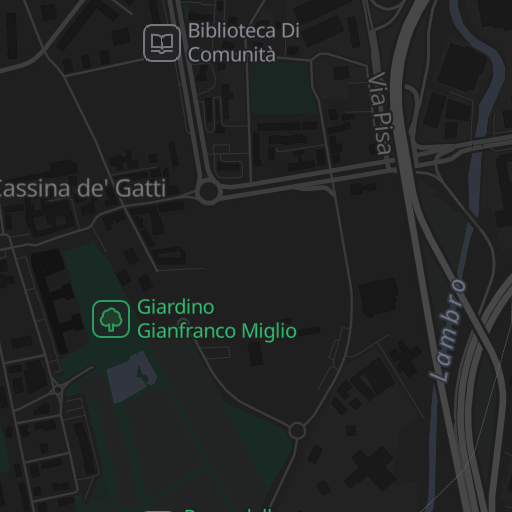 Biblioteca Di
Comunità
Via Pisa
Cassina de' Gatti
Giardino
Gianfranco Miglio
Lambro